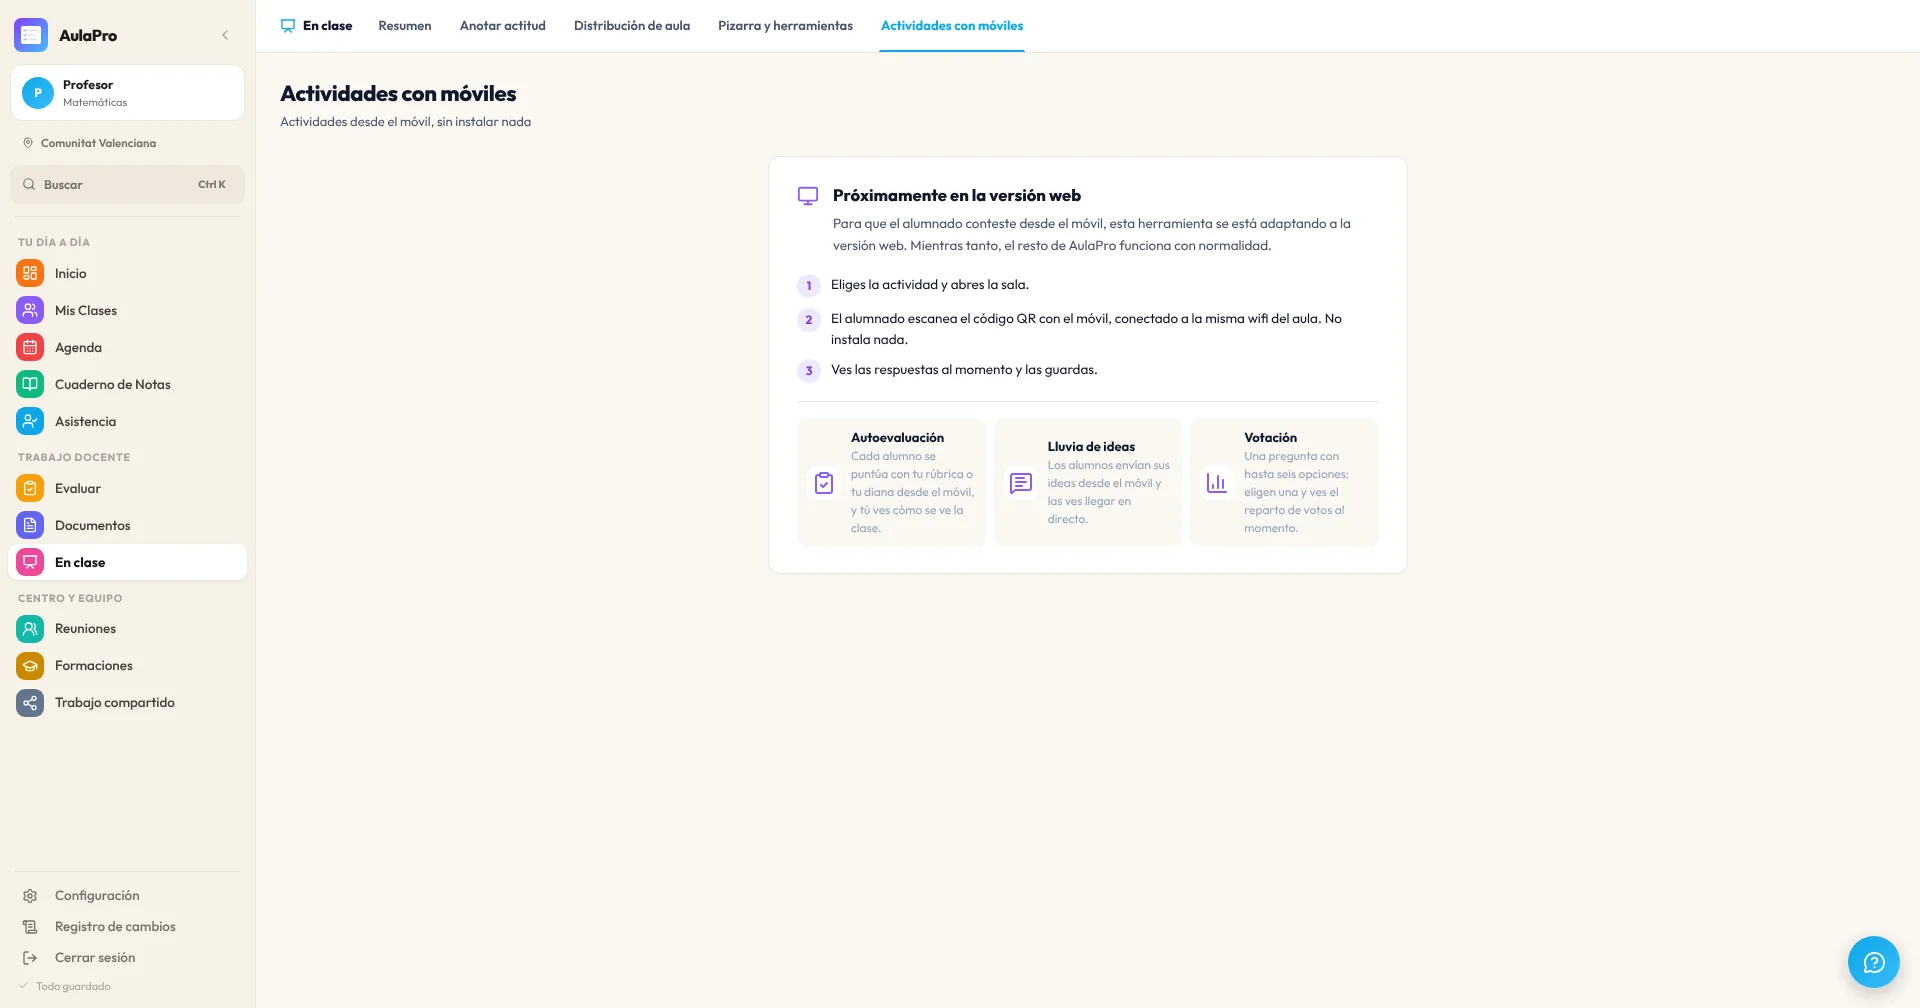 AulaPro
P
Profesor
Matemáticas
Comunitat Valenciana
Buscar Ctrl K
TU DÍA A DÍA
Inicio
Mis Clases
Agenda
Cuaderno de Notas
Asistencia
TRABAJO DOCENTE
Evaluar
Documentos
En clase
CENTRO Y EQUIPO
Reuniones
Formaciones
Trabajo compartido
Configuración
Registro de cambios
Cerrar sesión
Todo guardado
En clase Resumen Anotar actitud Distribución de aula Pizarra y herramientas Actividades con móviles
Actividades con móviles
Actividades desde el móvil, sin instalar nada
Próximamente en la versión web
Para que el alumnado conteste desde el móvil, esta herramienta se está adaptando a la
versión web. Mientras tanto, el resto de AulaPro funciona con normalidad.
1 Eliges la actividad y abres la sala.
2 El alumnado escanea el código QR con el móvil, conectado a la misma wifi del aula. No
instala nada.
3 Ves las respuestas al momento y las guardas.
Autoevaluación
Cada alumno se
puntúa con tu rúbrica o
tu diana desde el móvil,
y tú ves cómo se ve la
clase.
Lluvia de ideas
Los alumnos envían sus
ideas desde el móvil y
las ves llegar en
directo.
Votación
Una pregunta con
hasta seis opciones:
eligen una y ves el
reparto de votos al
momento.